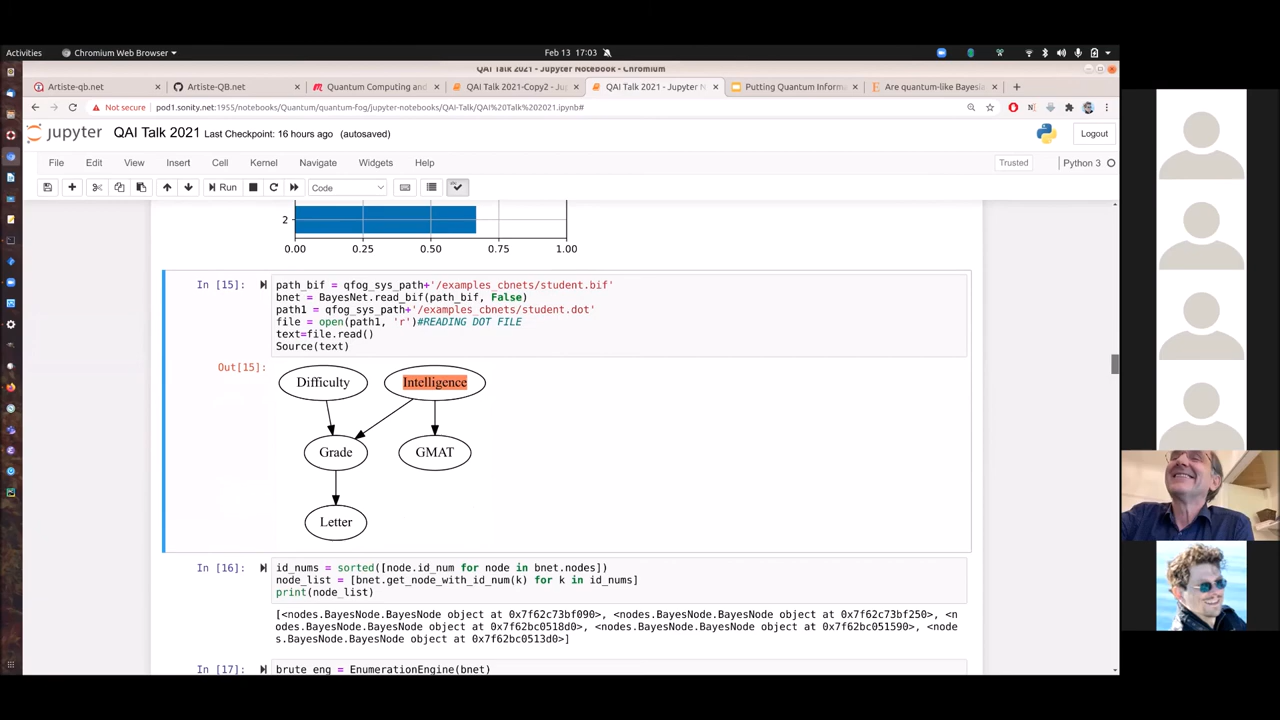 Activities Chromium Web Browser Feb 13 17:03
QAI Talk 2021 - Jupyter Notebook - Chromium
Artiste-qb.net Artiste-QB.net Quantum Computing and QAI Talk 2021-Copy2 - Ju QAI Talk 2021 - Jupyter N Putting Quantum Inform Are quantum-like Bayesia
Not secure pod1.sonity.net:1955/notebooks/Quantum/quantum-fog/jupyter-notebooks/QAI-Talk/QAI%20Talk%202021.ipynb#
jupyter QAI Talk 2021 Last Checkpoint: 16 hours ago (autosaved) Logout
File Edit View Insert Cell Kernel Navigate Widgets Help Trusted Python 3
Run Code
2
0.00 0.25 0.50 0.75 1.00
In [15]: path_bif = qfog_sys_path+'/examples_cbnets/student.bif'
bnet = BayesNet.read_bif(path_bif, False)
path1 = qfog_sys_path+'/examples_cbnets/student.dot'
file = open(path1, 'r')#READING DOT FILE
text=file.read()
Source(text)
Out[15]:
Difficulty Intelligence
Grade GMAT
Letter
In [16]: id_nums = sorted([node.id_num for node in bnet.nodes])
node_list = [bnet.get_node_with_id_num(k) for k in id_nums]
print(node_list)
[<nodes.BayesNode.BayesNode object at 0x7f62c73bf090>, <nodes.BayesNode.BayesNode object at 0x7f62c73bf250>, <n
odes.BayesNode.BayesNode object at 0x7f62bc0518d0>, <nodes.BayesNode.BayesNode object at 0x7f62bc051590>, <node
s.BayesNode.BayesNode object at 0x7f62bc0513d0>]
In [17]: brute_eng = EnumerationEngine(bnet)